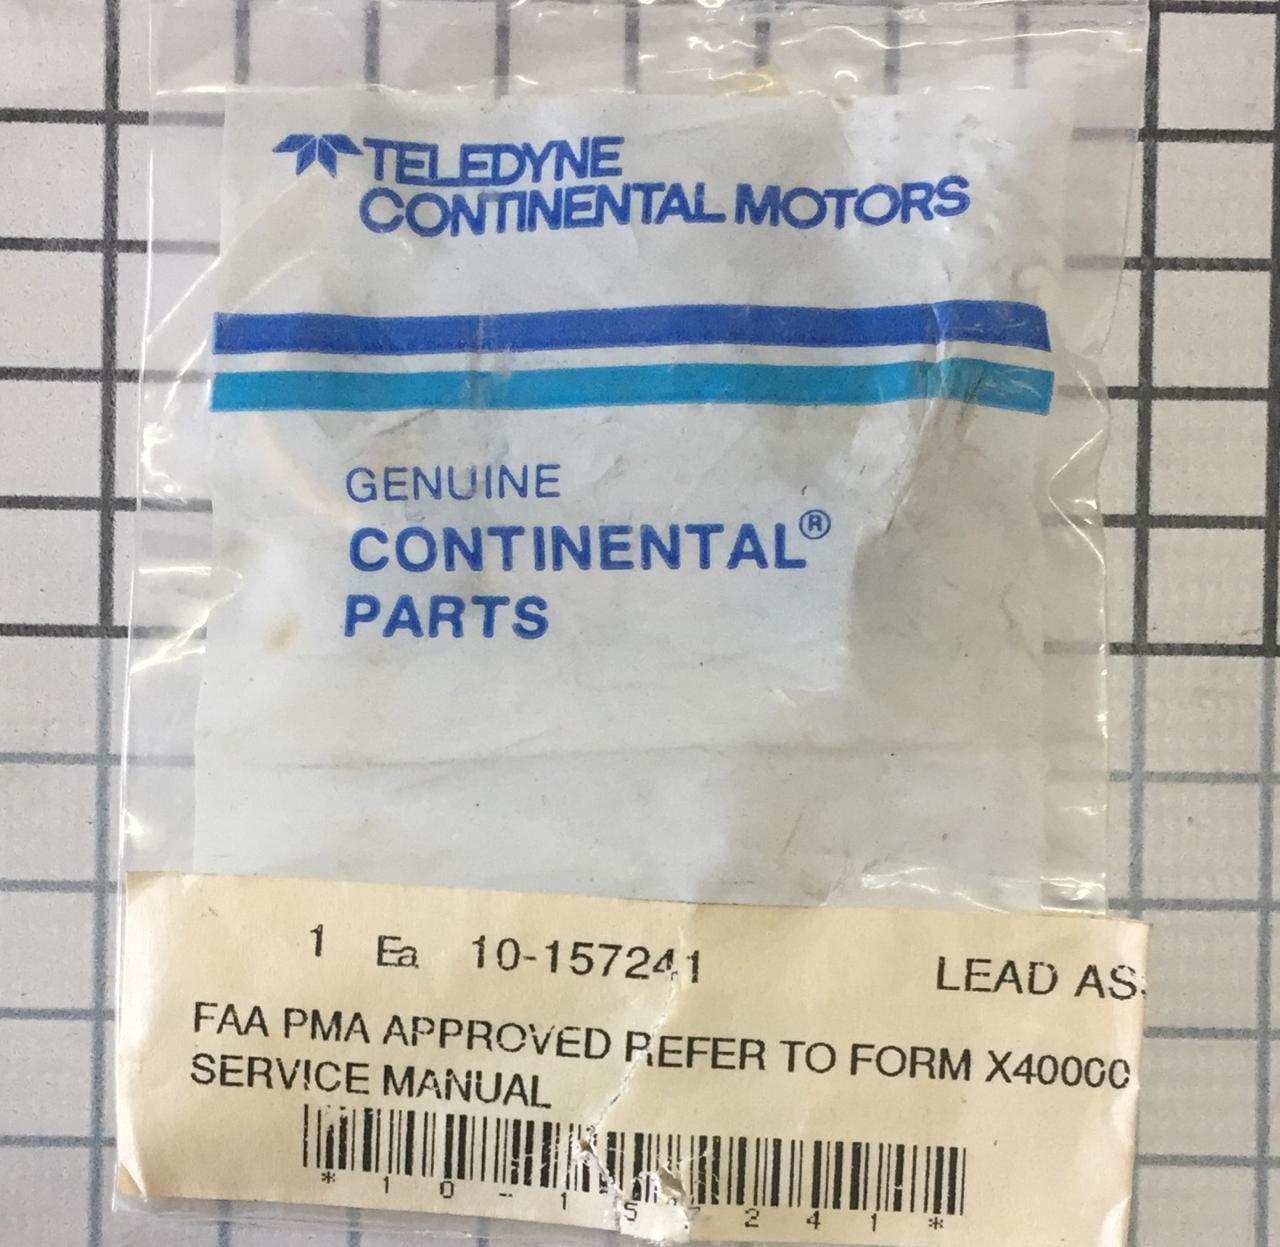 TELEDYNE
CONTINENTAL MOTORS
GENUINE
CONTINENTAL®
PARTS
1 Ea 10-157241 LEAD AS
FAA PMA APPROVED REFER TO FORM X40000
SERVICE MANUAL
*10-157241*